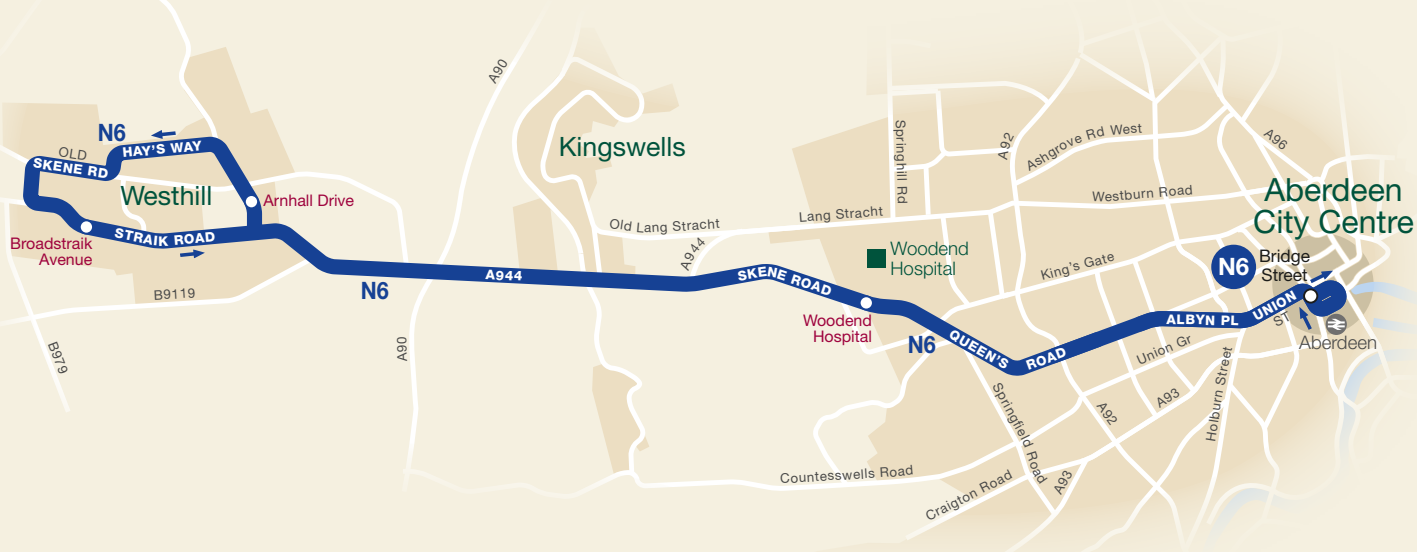 A90
N6
OLD
HAY'S WAY
SKENE RD
Westhill
Arnhall Drive
Broadstraik
Avenue
STRAIK ROAD
B9119
B979
N6
A90
A944
Kingswells
Old Lang Stracht
A944
Lang Stracht
SKENE ROAD
Woodend
Hospital
Woodend
Hospital
N6
QUEEN'S
ROAD
Springhill Rd
A92
Ashgrove Rd West
Westburn Road
King's Gate
A96
Aberdeen
City Centre
N6
Bridge
Street
ALBYN PL
UNION
ST
Aberdeen
Union Gr
Holburn Street
A93
A92
Springfield Road
A93
Countesswells Road
Craigton Road